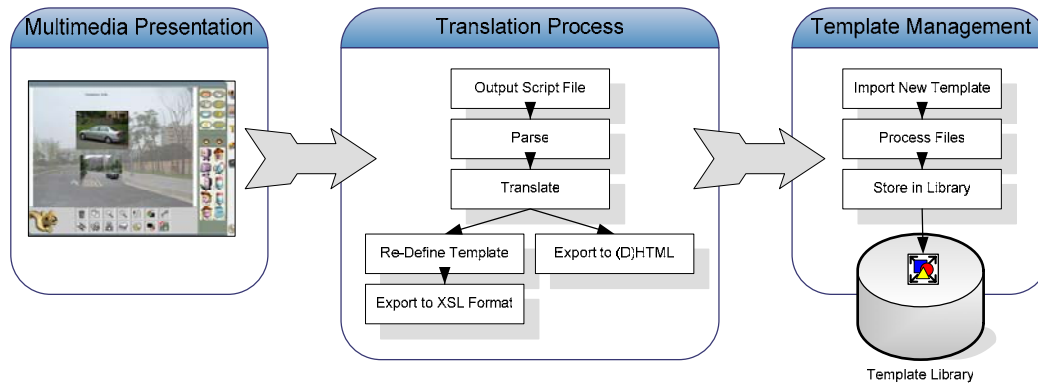 Multimedia Presentation
Translation Process
Output Script File
Parse
Translate
Re-Define Template
Export to (D)HTML
Export to XSL Format
Template Management
Import New Template
Process Files
Store in Library
Template Library